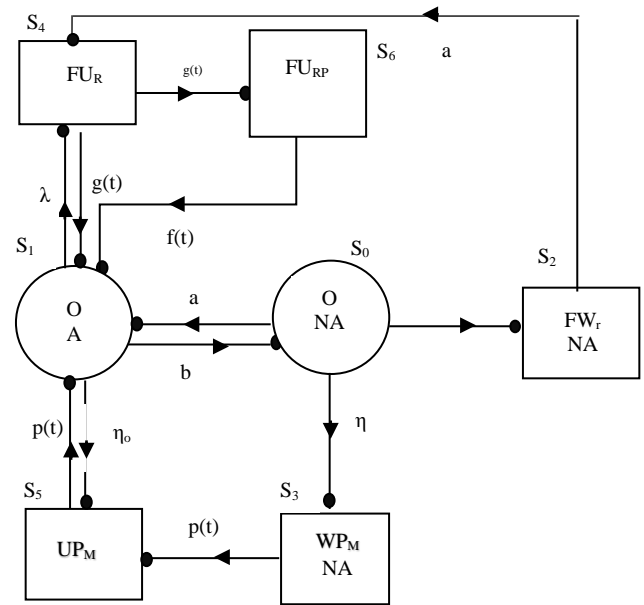 S4
a
S6
FUR
g(t)
FURP
λ
g(t)
f(t)
S1
S0
S2
O
A
a
b
O
NA
FWr
NA
p(t)
ηo
η
S5
S3
UPM
p(t)
WPM
NA